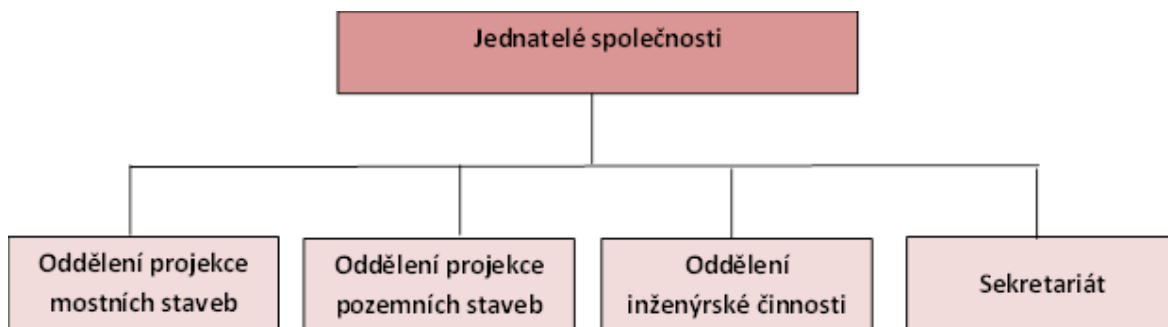 Jednatelé společnosti
Oddělení projekce
mostních staveb
Oddělení projekce
pozemních staveb
Oddělení
inženýrské činnosti
Sekretariát